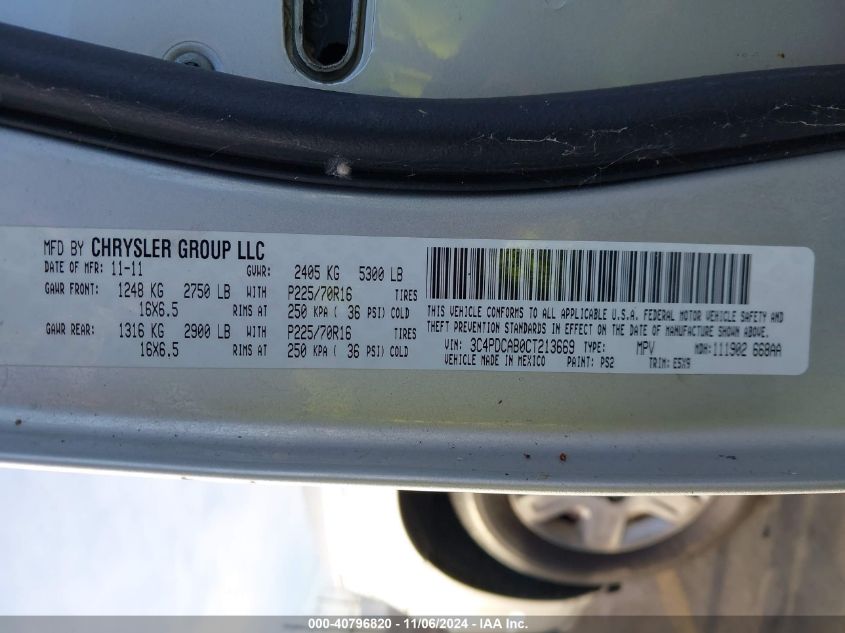 MFD BY CHRYSLER GROUP LLC
DATE OF MFR: 11-11 GVWR: 2405 KG 5300 LB
GAWR FRONT: 1248 KG 2750 LB WITH P225/70R16 TIRES
16X6.5 RIMS AT 250 KPA ( 36 PSI) COLD
GAWR REAR: 1316 KG 2900 LB WITH P225/70R16 TIRES
16X6.5 RIMS AT 250 KPA ( 36 PSI) COLD
THIS VEHICLE CONFORMS TO ALL APPLICABLE U.S.A. FEDERAL MOTOR VEHICLE SAFETY AND
THEFT PREVENTION STANDARDS IN EFFECT ON THE DATE OF MANUFACTURE SHOWN ABOVE.
VIN: 3C4PDCAB0CT213669 TYPE: MPV MDH:111902 668AA
VEHICLE MADE IN MEXICO PAINT: PS2 TRIM: E5X9
000-40796820 - 11/06/2024 - IAA Inc.